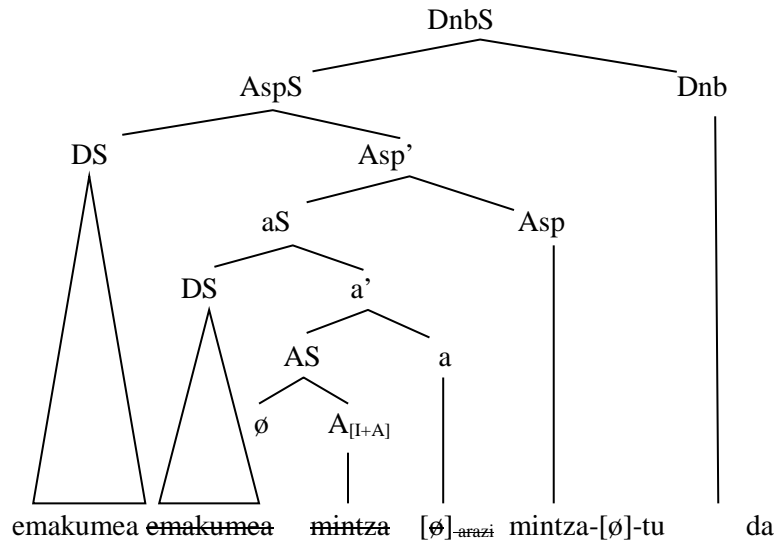 DnbS
AspS Dnb
DS Asp’
aS Asp
DS a’
AS a
ø A[I+A]
emakumea emakumea mintza [ø] arazi mintza-[ø]-tu da